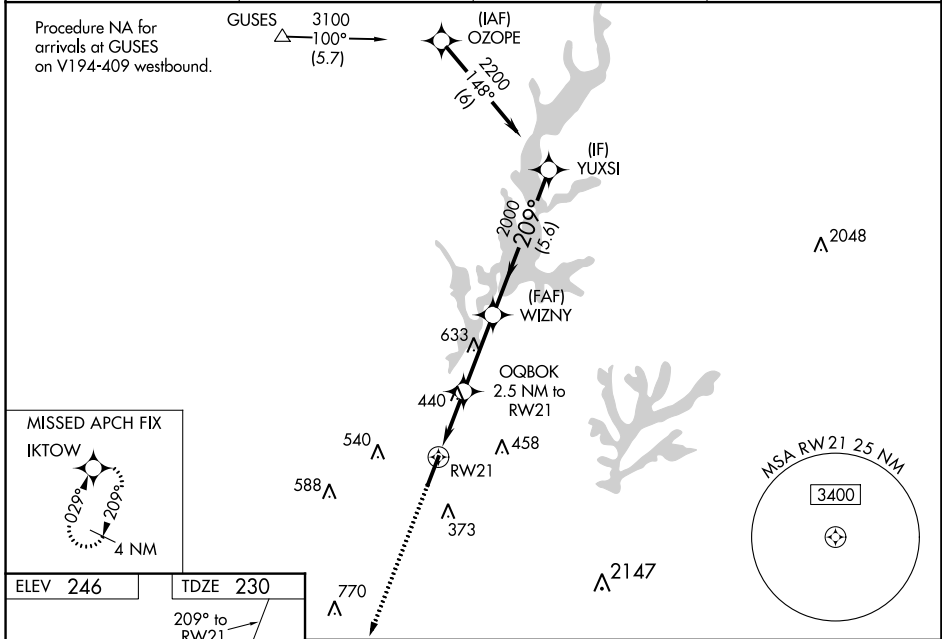 Procedure NA for
arrivals at GUSES
on V194-409 westbound.
GUSES
3100
100°
(5.7)
(IAF)
OZOPE
2200
148°
(6)
(IF)
YUXSI
2000
209°
(5.6)
2048
(FAF)
WIZNY
633
OQBOK
2.5 NM to
RW21
440
540
458
RW21
588
373
MISSED APCH FIX
IKTOW
029°
209°
4 NM
MSA RW21 25 NM
3400
2147
770
ELEV 246
TDZE 230
209° to
RW21